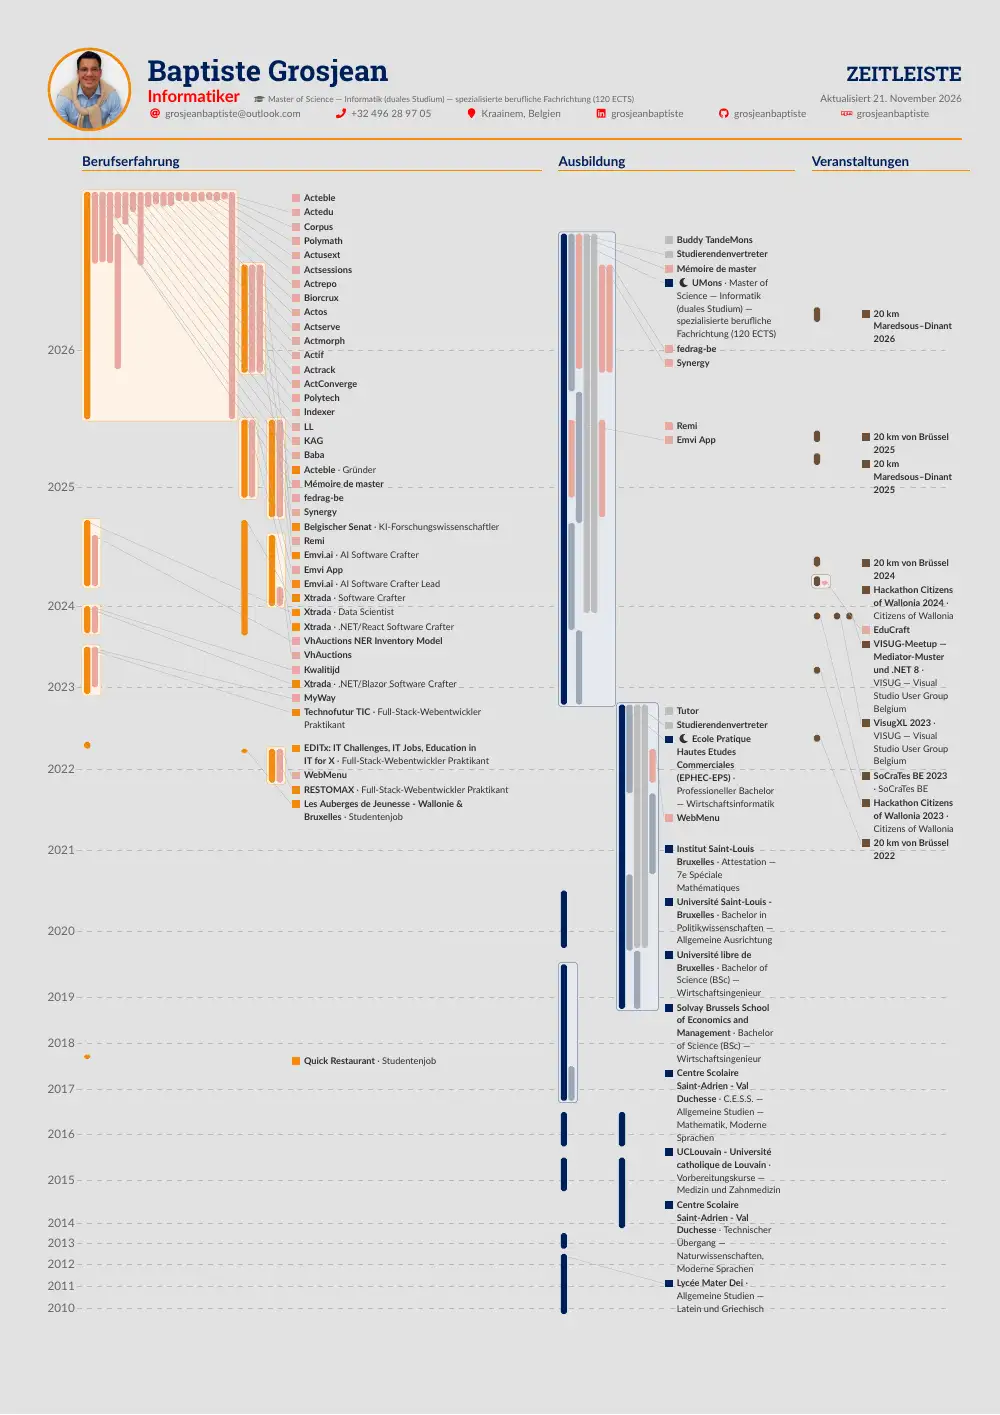 Baptiste Grosjean
ZEITLEISTE
Informatiker
Master of Science — Informatik (duales Studium) — spezialisierte berufliche Fachrichtung (120 ECTS)
Aktualisiert 21. November 2026
grosjeanbaptiste@outlook.com
+32 496 28 97 05
Kraainem, Belgien
grosjeanbaptiste
grosjeanbaptiste
grosjeanbaptiste
Berufserfahrung
Acteble
Actedu
Corpus
Polymath
Actusext
Actsessions
Actrepo
Biorcrux
Actos
Actserve
Actmorph
Actif
Actrack
ActConverge
Polytech
Indexer
LL
KAG
Baba
Acteble · Gründer
Mémoire de master
fedrag-be
Synergy
Belgischer Senat · KI-Forschungswissenschaftler
Remi
Emvi.ai · AI Software Crafter
Emvi App
Emvi.ai · AI Software Crafter Lead
Xtrada · Software Crafter
Xtrada · Data Scientist
Xtrada · .NET/React Software Crafter
VhAuctions NER Inventory Model
VhAuctions
Kwalitijd
Xtrada · .NET/Blazor Software Crafter
MyWay
Technofutur TIC · Full-Stack-Webentwickler
Praktikant
EDITx: IT Challenges, IT Jobs, Education in
IT for X · Full-Stack-Webentwickler Praktikant
WebMenu
RESTOMAX · Full-Stack-Webentwickler Praktikant
Les Auberges de Jeunesse - Wallonie &
Bruxelles · Studentenjob
Quick Restaurant · Studentenjob
Ausbildung
Buddy TandeMons
Studierendenvertreter
Mémoire de master
UMons · Master of
Science — Informatik
(duales Studium) —
spezialisierte berufliche
Fachrichtung (120 ECTS)
fedrag-be
Synergy
Remi
Emvi App
Tutor
Studierendenvertreter
Ecole Pratique
Hautes Etudes
Commerciales
(EPHEC-EPS) ·
Professioneller Bachelor
— Wirtschaftsinformatik
WebMenu
Institut Saint-Louis
Bruxelles · Attestation —
7e Spéciale
Mathématiques
Université Saint-Louis -
Bruxelles · Bachelor in
Politikwissenschaften —
Allgemeine Ausrichtung
Université libre de
Bruxelles · Bachelor of
Science (BSc) —
Wirtschaftsingenieur
Solvay Brussels School
of Economics and
Management · Bachelor
of Science (BSc) —
Wirtschaftsingenieur
Centre Scolaire
Saint-Adrien - Val
Duchesse · C.E.S.S. —
Allgemeine Studien —
Mathematik, Moderne
Sprachen
UCLouvain - Université
catholique de Louvain ·
Vorbereitungskurse —
Medizin und Zahnmedizin
Centre Scolaire
Saint-Adrien - Val
Duchesse · Technischer
Übergang —
Naturwissenschaften,
Moderne Sprachen
Lycée Mater Dei ·
Allgemeine Studien —
Latein und Griechisch
Veranstaltungen
20 km
Maredsous–Dinant
2026
20 km von Brüssel
2025
20 km
Maredsous–Dinant
2025
20 km von Brüssel
2024
Hackathon Citizens
of Wallonia 2024 ·
Citizens of Wallonia
EduCraft
VISUG-Meetup —
Mediator-Muster
und .NET 8 ·
VISUG — Visual
Studio User Group
Belgium
VisugXL 2023 ·
VISUG — Visual
Studio User Group
Belgium
SoCraTes BE 2023
· SoCraTes BE
Hackathon Citizens
of Wallonia 2023 ·
Citizens of Wallonia
20 km von Brüssel
2022
2026
2025
2024
2023
2022
2021
2020
2019
2018
2017
2016
2015
2014
2013
2012
2011
2010